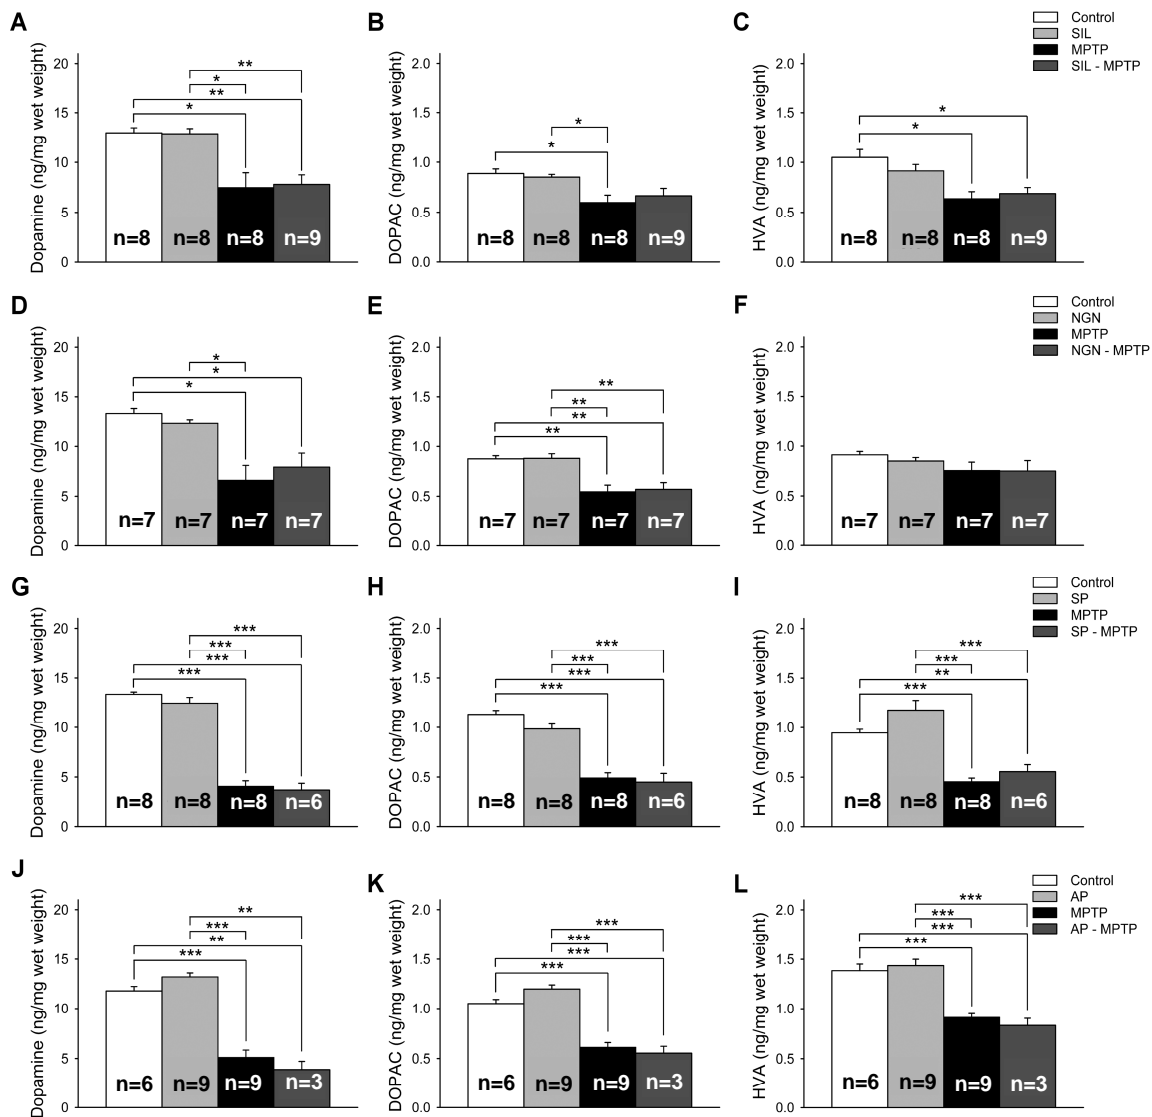 A
Dopamine (ng/mg wet weight)
20
15
10
5
0
**
*
**
*
n=8 n=8 n=8 n=9
B
DOPAC (ng/mg wet weight)
2.0
1.5
1.0
0.5
0.0
*
*
n=8 n=8 n=8 n=9
C
HVA (ng/mg wet weight)
2.0
1.5
1.0
0.5
0.0
*
*
n=8 n=8 n=8 n=9
Control
SIL
MPTP
SIL - MPTP
D
Dopamine (ng/mg wet weight)
20
15
10
5
0
*
*
*
n=7 n=7 n=7 n=7
E
DOPAC (ng/mg wet weight)
2.0
1.5
1.0
0.5
0.0
**
**
**
**
n=7 n=7 n=7 n=7
F
HVA (ng/mg wet weight)
2.0
1.5
1.0
0.5
0.0
n=7 n=7 n=7 n=7
Control
NGN
MPTP
NGN - MPTP
G
Dopamine (ng/mg wet weight)
20
15
10
5
0
***
***
***
***
n=8 n=8 n=8 n=6
H
DOPAC (ng/mg wet weight)
2.0
1.5
1.0
0.5
0.0
***
***
***
***
n=8 n=8 n=8 n=6
I
HVA (ng/mg wet weight)
2.0
1.5
1.0
0.5
0.0
***
***
**
***
n=8 n=8 n=8 n=6
Control
SP
MPTP
SP - MPTP
J
Dopamine (ng/mg wet weight)
20
15
10
5
0
**
***
**
***
n=6 n=9 n=9 n=3
K
DOPAC (ng/mg wet weight)
2.0
1.5
1.0
0.5
0.0
***
***
***
***
n=6 n=9 n=9 n=3
L
HVA (ng/mg wet weight)
2.0
1.5
1.0
0.5
0.0
***
***
***
***
n=6 n=9 n=9 n=3
Control
AP
MPTP
AP - MPTP